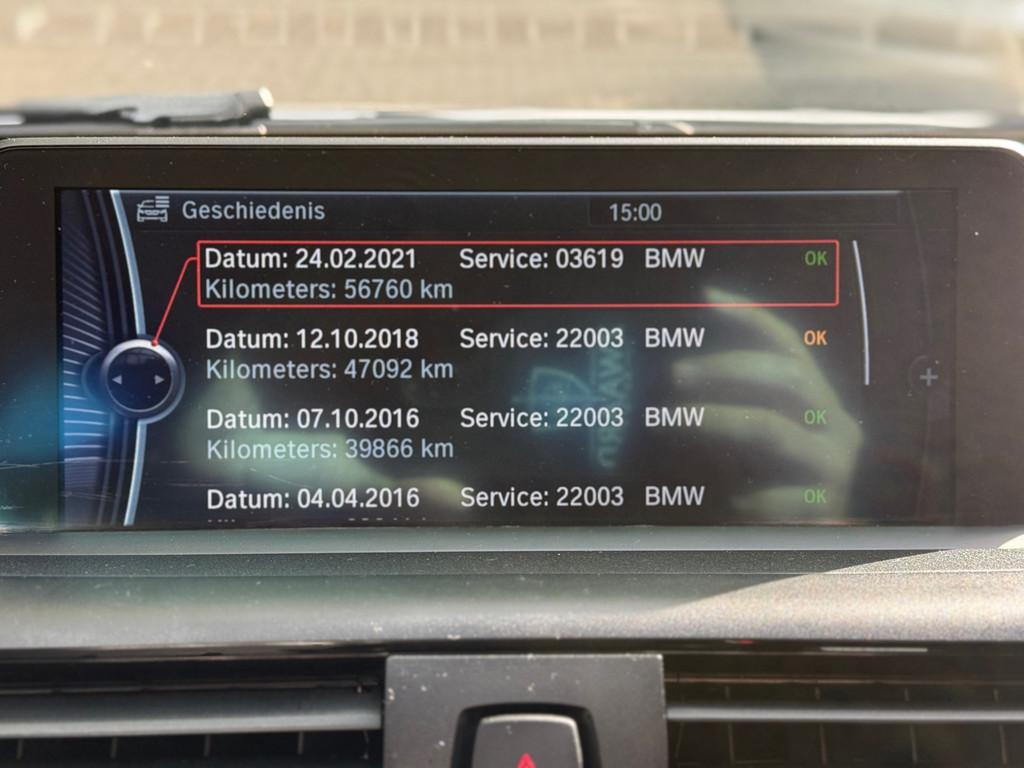 Geschiedenis 15:00
Datum: 24.02.2021 Service: 03619 BMW OK
Kilometers: 56760 km
Datum: 12.10.2018 Service: 22003 BMW OK
Kilometers: 47092 km
Datum: 07.10.2016 Service: 22003 BMW OK
Kilometers: 39866 km
Datum: 04.04.2016 Service: 22003 BMW OK